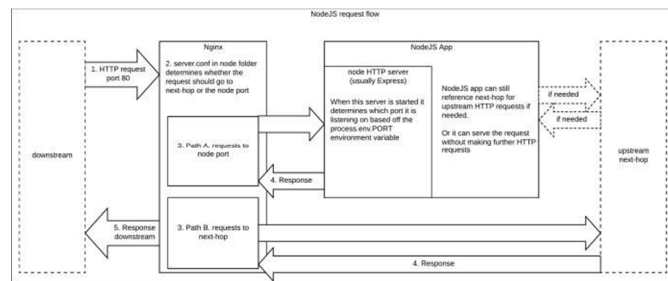 NodeJS request flow
Nginx
NodeJS App
1. HTTP request
port 80
2. server.conf in node folder
determines whether the
request should go to
next-hop or the node port
node HTTP server
(usually Express)
When this server is started it
determines which port it is
listening on based off the
process.env.PORT
environment variable
NodeJS app can still
reference next-hop for
upstream HTTP requests if
needed.
Or it can serve the request
without making further HTTP
requests
if needed
if needed
downstream
upstream
next-hop
3. Path A. requests to
node port
4. Response
5. Response
downstream
3. Path B. requests to
next-hop
4. Response